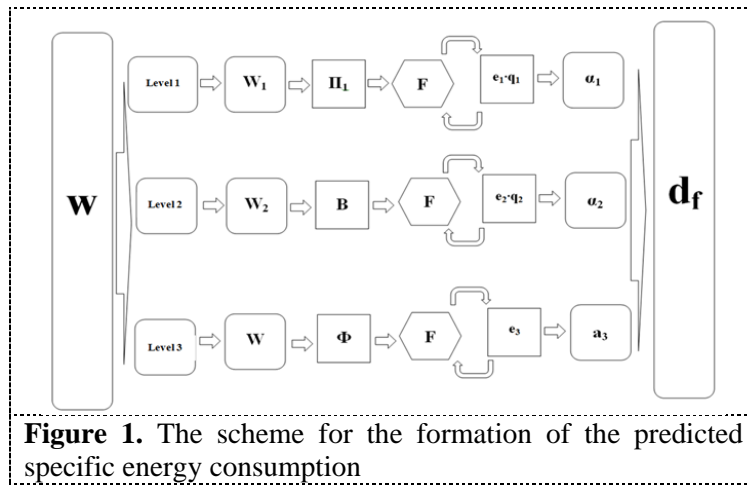 W
Level 1
W₁
Π₁
F
e₁·q₁
α₁
Level 2
W₂
B
F
e₂·q₂
α₂
Level 3
W
Φ
F
e₃
a₃
d_f
Figure 1. The scheme for the formation of the predicted
specific energy consumption